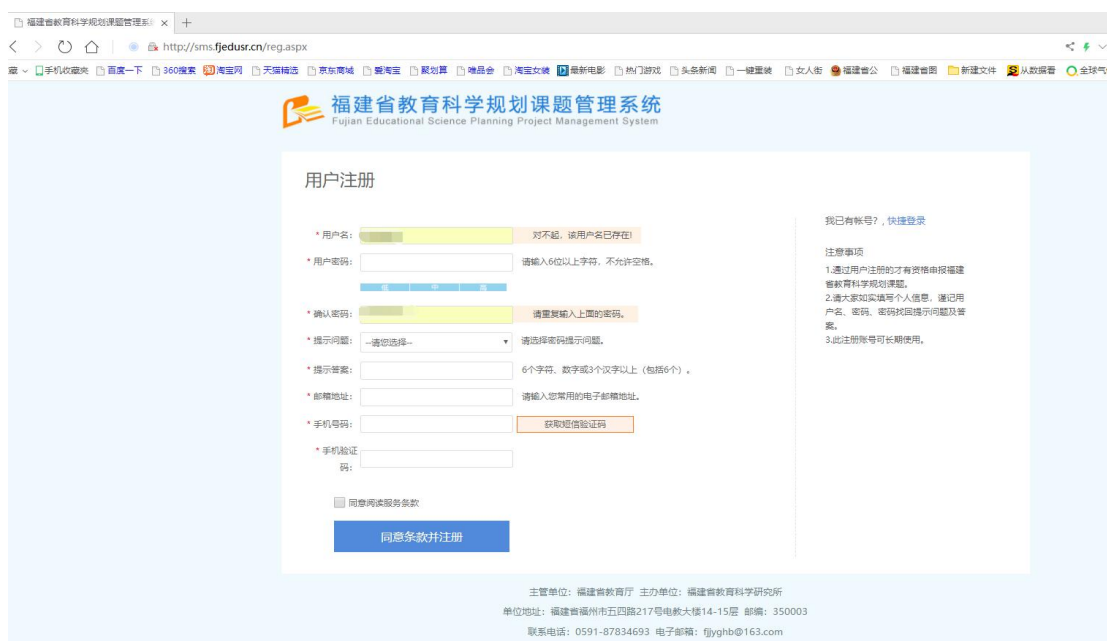 福建省教育科学规划课题管理系
http://sms.fjedusr.cn/reg.aspx
藏 手机收藏夹 百度一下 360搜索 淘宝网 天猫精选 京东商城 爱淘宝 聚划算 唯品会 淘宝女装 最新电影 热门游戏 头条新闻 一键重装 女人街 福建省公 福建省图 新建文件 从数据看 全球气
福建省教育科学规划课题管理系统
Fujian Educational Science Planning Project Management System
用户注册
* 用户名: 对不起，该用户名已存在!
* 用户密码: 请输入6位以上字符，不允许空格。
* 确认密码: 请重复输入上面的密码。
* 提示问题: --请您选择-- 请选择密码提示问题。
* 提示答案: 6个字符、数字或3个汉字以上（包括6个）。
* 邮箱地址: 请输入您常用的电子邮箱地址。
* 手机号码: 获取短信验证码
* 手机验证
码:
同意阅读服务条款
同意条款并注册
我已有帐号?, 快捷登录
注意事项
1.通过用户注册的才有资格申报福建
省教育科学规划课题。
2.请大家如实填写个人信息，谨记用
户名、密码、密码找回提示问题及答
案。
3.此注册账号可长期使用。
主管单位：福建省教育厅 主办单位：福建省教育科学研究所
单位地址：福建省福州市五四路217号电教大楼14-15层 邮编：350003
联系电话：0591-87834693 电子邮箱：fjjyghb@163.com